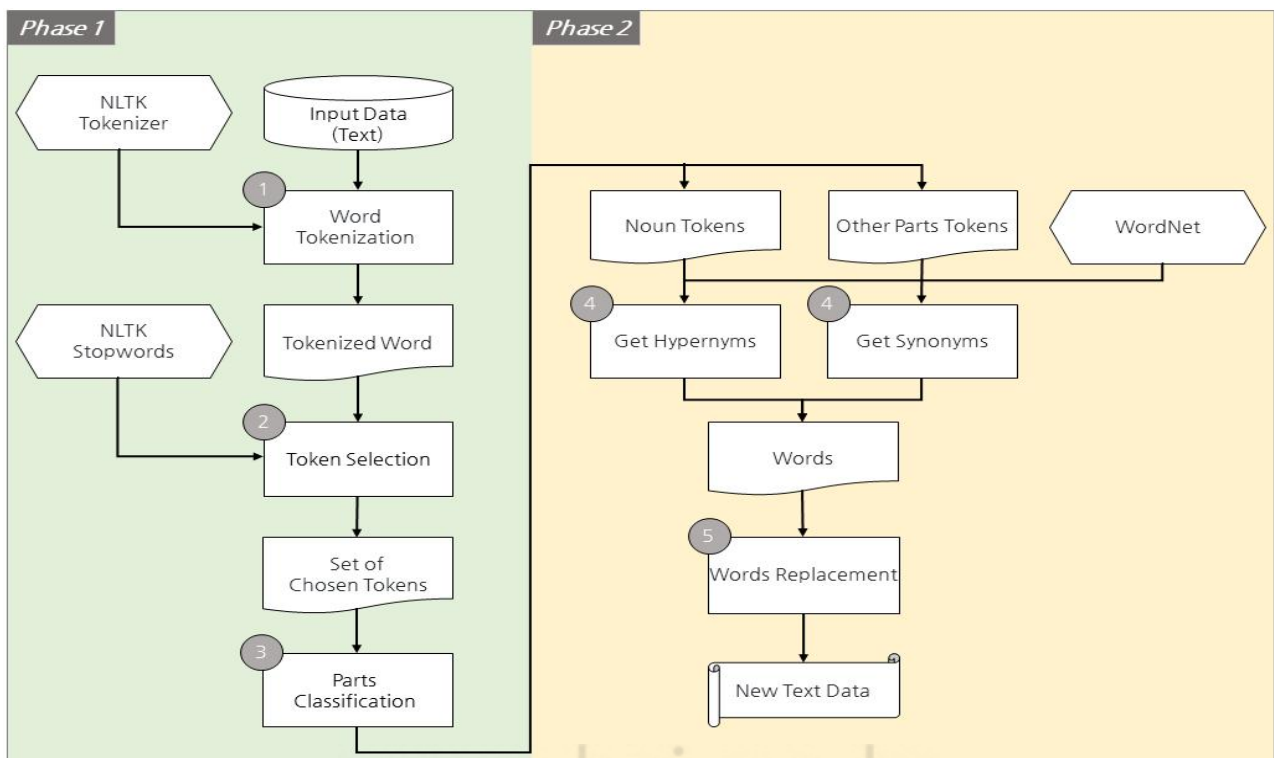 Phase 1
Phase 2
NLTK
Tokenizer
Input Data
(Text)
1
Word
Tokenization
NLTK
Stopwords
Tokenized Word
2
Token Selection
Set of
Chosen Tokens
3
Parts
Classification
Noun Tokens
Other Parts Tokens
WordNet
4
Get Hypernyms
4
Get Synonyms
Words
5
Words Replacement
New Text Data